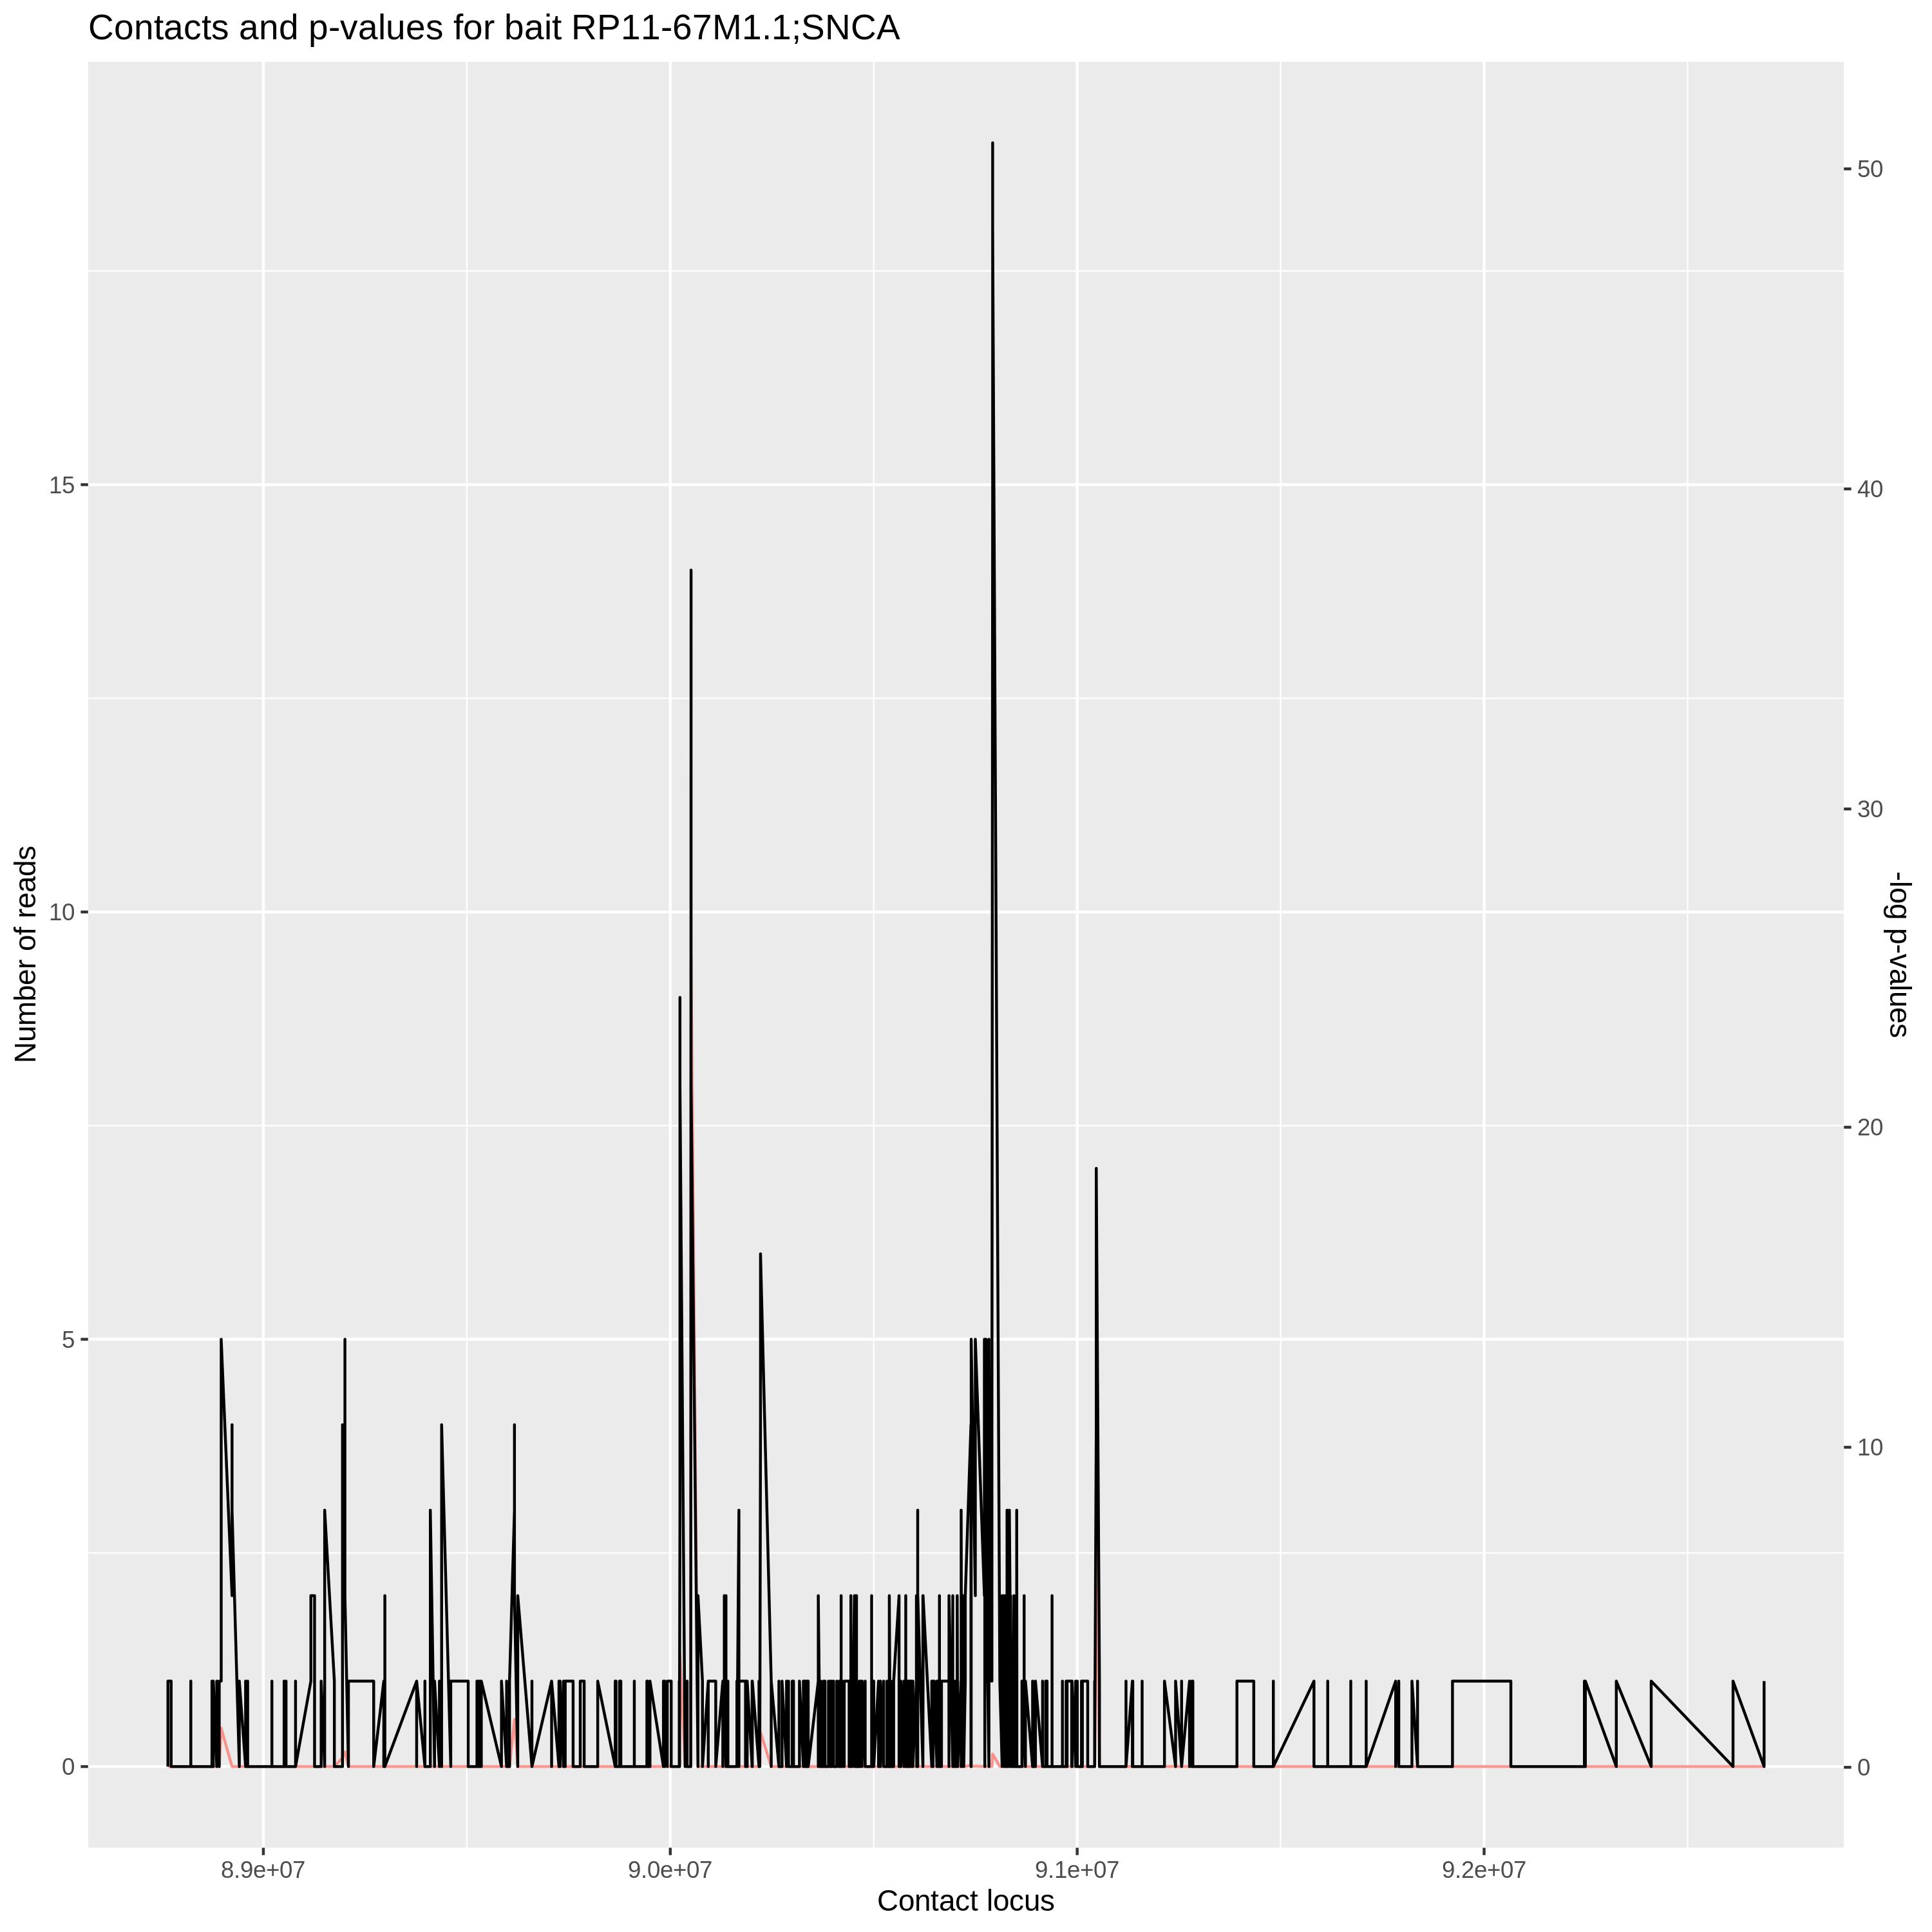 Contacts and p-values for bait RP11-67M1.1;SNCA
Number of reads
15
10
5
0
50
40
30
20
10
0
-log p-values
8.9e+07
9.0e+07
9.1e+07
9.2e+07
Contact locus